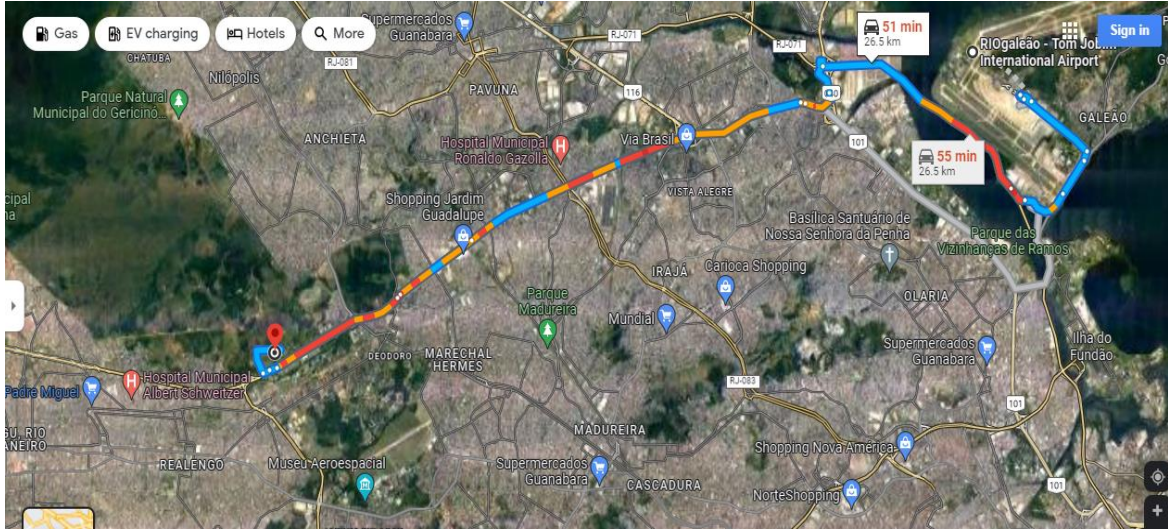 Gas
EV charging
Hotels
More
Sign in
Supermercados
Guanabara
RJ-071
RJ-071
51 min
26.5 km
RIOgaleão - Tom Jobim
International Airport
RJ-081
CHATUBA
Nilópolis
PAVUNA
116
Parque Natural
Municipal do Gericinó...
GALEÃO
ANCHIETA
Hospital Municipal
Ronaldo Gazolla
Via Brasil
101
55 min
26.5 km
VISTA ALEGRE
Shopping Jardim
Guadalupe
Basílica Santuário de
Nossa Senhora da Penha
Parque das
Vizinhanças de Ramos
IRAJÁ
Carioca Shopping
OLARIA
Parque
Madureira
Mundial
Ilha do
Fundão
DEODORO
MARECHAL
HERMES
Supermercados
Guanabara
Hospital Municipal
Albert Schweitzer
Padre Miguel
RJ-083
101
GU, RIO
ANEIRO
MADUREIRA
Shopping Nova América
REALENGO
Museu Aeroespacial
Supermercados
Guanabara
CASCADURA
NorteShopping
101